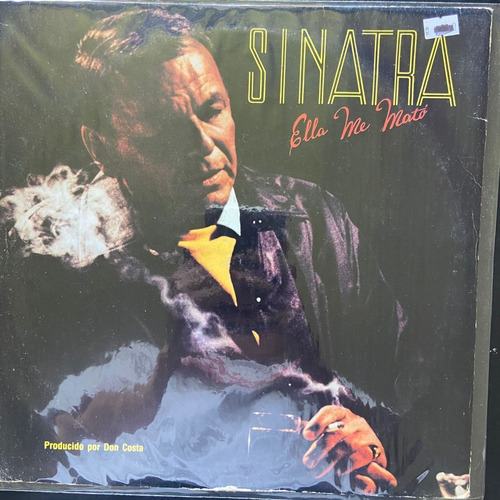 SINATRA
Ella Me Mató
Producido por Don Costa